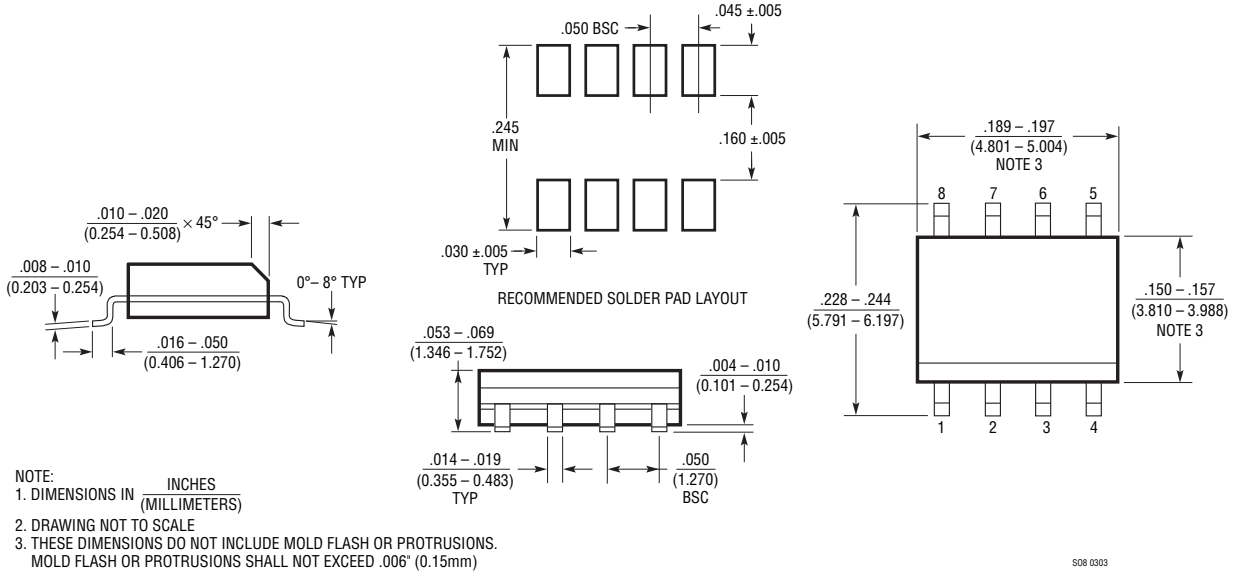 .050 BSC
.045 ±.005
.245
MIN
.160 ±.005
.030 ±.005
TYP
RECOMMENDED SOLDER PAD LAYOUT
.010 – .020
(0.254 – 0.508)
× 45°
.008 – .010
(0.203 – 0.254)
0°– 8° TYP
.016 – .050
(0.406 – 1.270)
.053 – .069
(1.346 – 1.752)
.004 – .010
(0.101 – 0.254)
.014 – .019
(0.355 – 0.483)
TYP
.050
(1.270)
BSC
.189 – .197
(4.801 – 5.004)
NOTE 3
8 7 6 5
.228 – .244
(5.791 – 6.197)
.150 – .157
(3.810 – 3.988)
NOTE 3
1 2 3 4
NOTE:
INCHES
1. DIMENSIONS IN
(MILLIMETERS)
2. DRAWING NOT TO SCALE
3. THESE DIMENSIONS DO NOT INCLUDE MOLD FLASH OR PROTRUSIONS.
MOLD FLASH OR PROTRUSIONS SHALL NOT EXCEED .006" (0.15mm)
SO8 0303